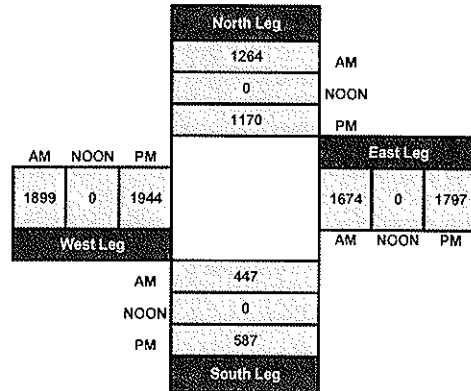 North Leg
1264 AM
0 NOON
1170 PM
AM NOON PM
East Leg
1899 0 1944
1674 0 1797
West Leg
AM NOON PM
AM 447
NOON 0
PM 587
South Leg